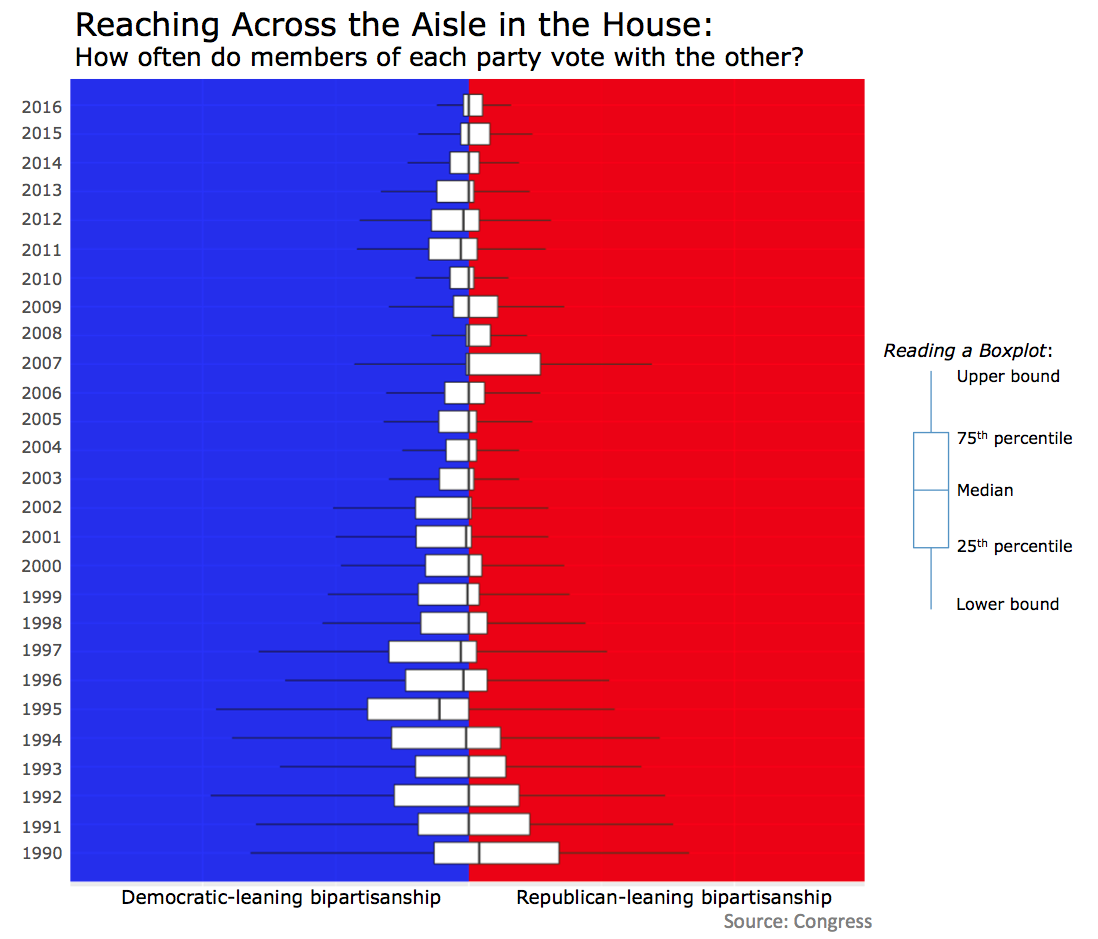 Reaching Across the Aisle in the House:
How often do members of each party vote with the other?
2016
2015
2014
2013
2012
2011
2010
2009
2008
2007
2006
2005
2004
2003
2002
2001
2000
1999
1998
1997
1996
1995
1994
1993
1992
1991
1990
Democratic-leaning bipartisanship
Republican-leaning bipartisanship
Source: Congress
Reading a Boxplot:
Upper bound
75th percentile
Median
25th percentile
Lower bound